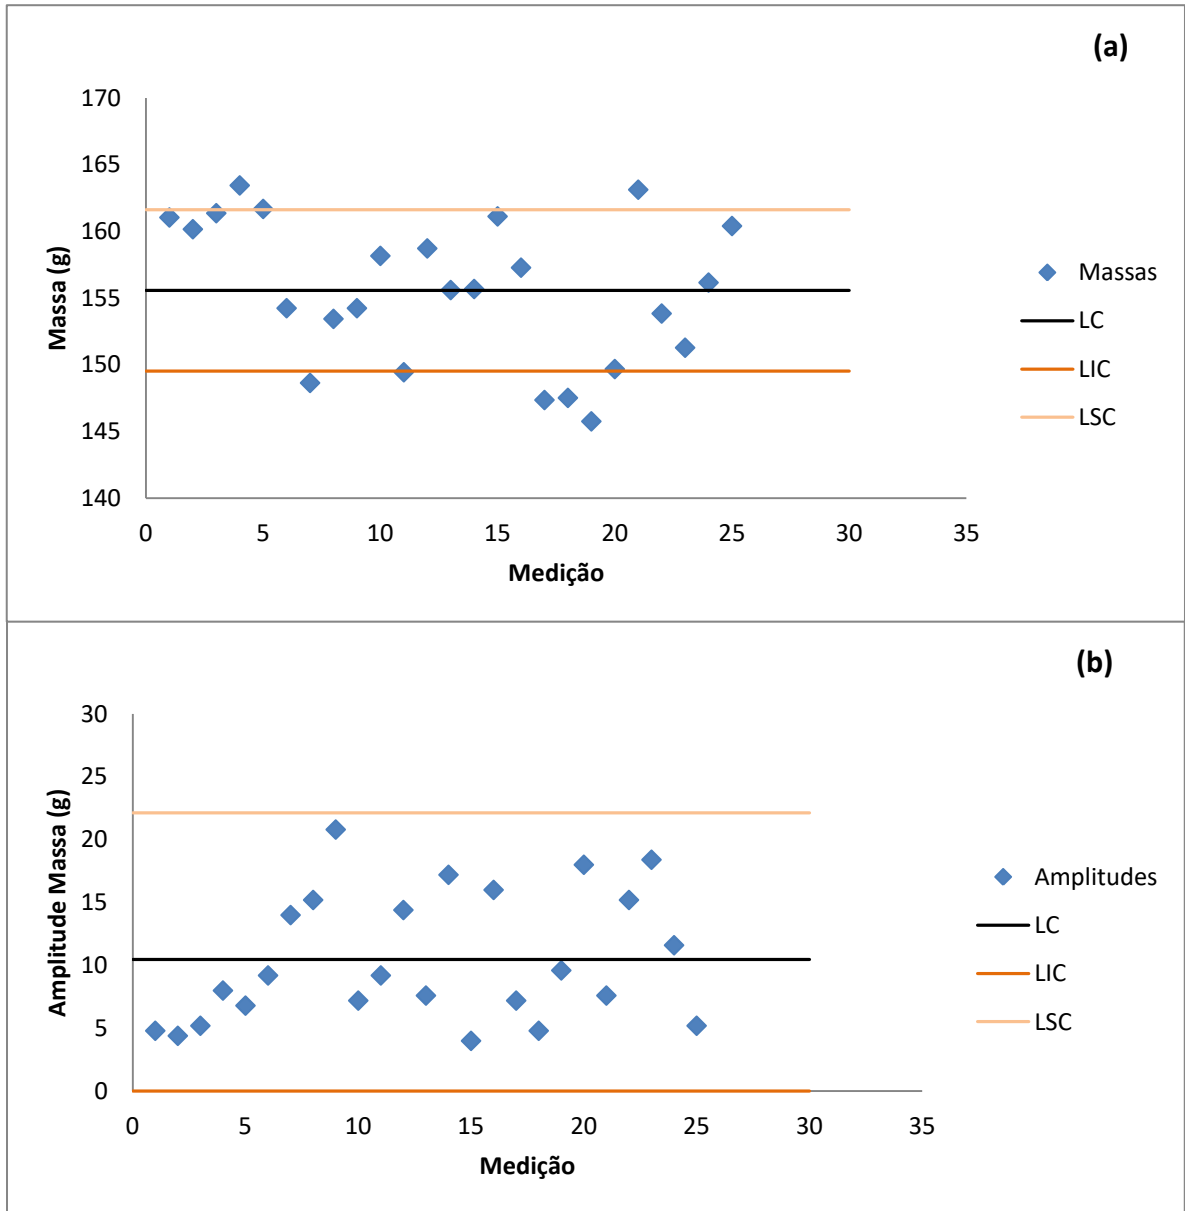 (a)
170
165
160
155
150
145
140
Massa (g)
0 5 10 15 20 25 30 35
Medição
Massas
LC
LIC
LSC
(b)
30
25
20
15
10
5
0
Amplitude Massa (g)
0 5 10 15 20 25 30 35
Medição
Amplitudes
LC
LIC
LSC